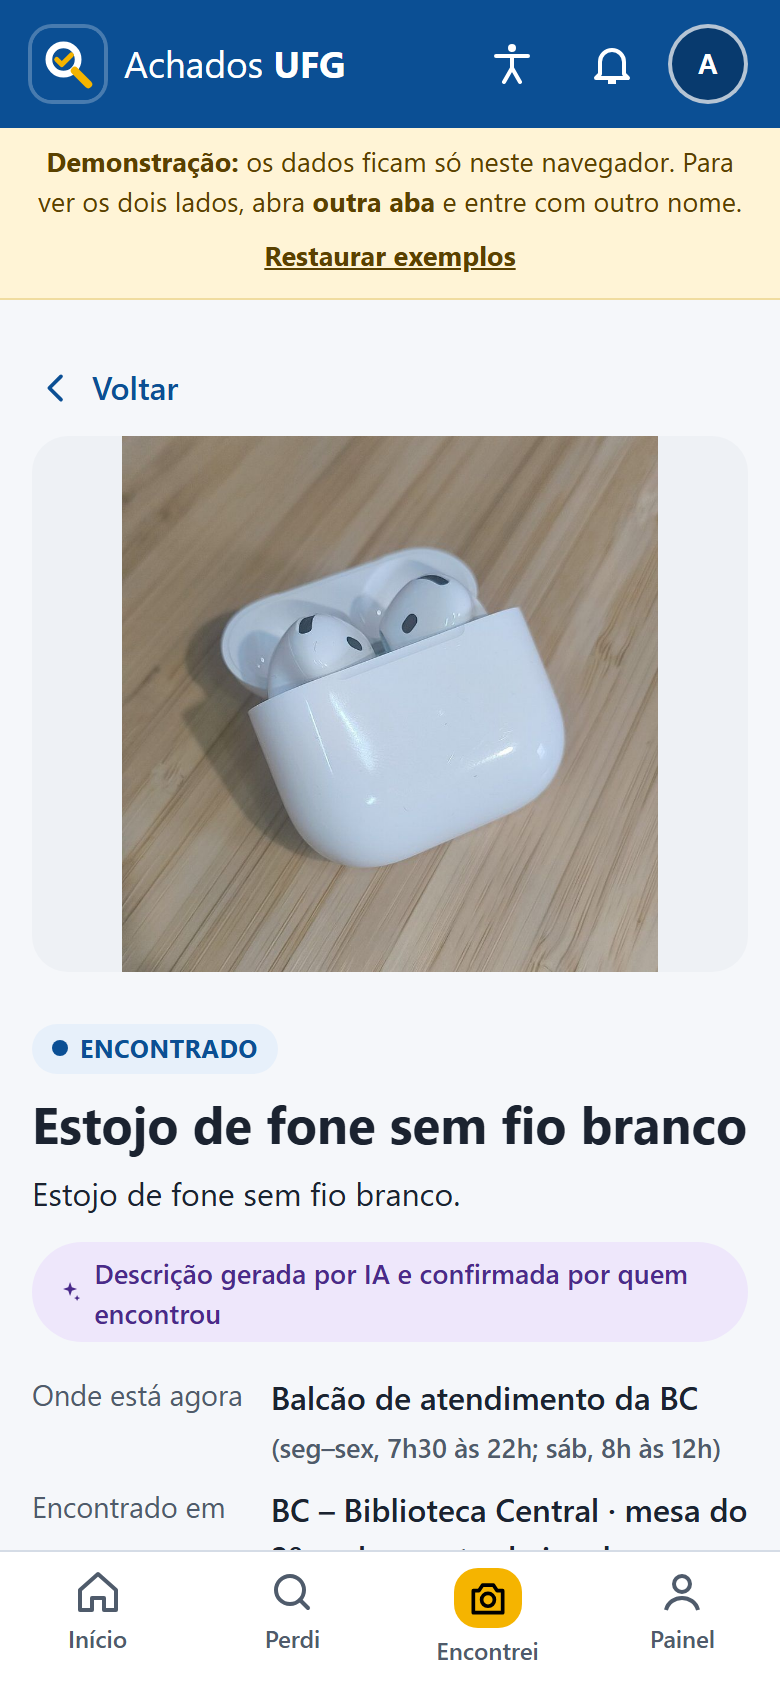 Achados UFG
A
Demonstração: os dados ficam só neste navegador. Para
ver os dois lados, abra outra aba e entre com outro nome.
Restaurar exemplos
Voltar
ENCONTRADO
Estojo de fone sem fio branco
Estojo de fone sem fio branco.
Descrição gerada por IA e confirmada por quem
encontrou
Onde está agora
Balcão de atendimento da BC
(seg–sex, 7h30 às 22h; sáb, 8h às 12h)
Encontrado em
BC – Biblioteca Central · mesa do
Início
Perdi
Encontrei
Painel